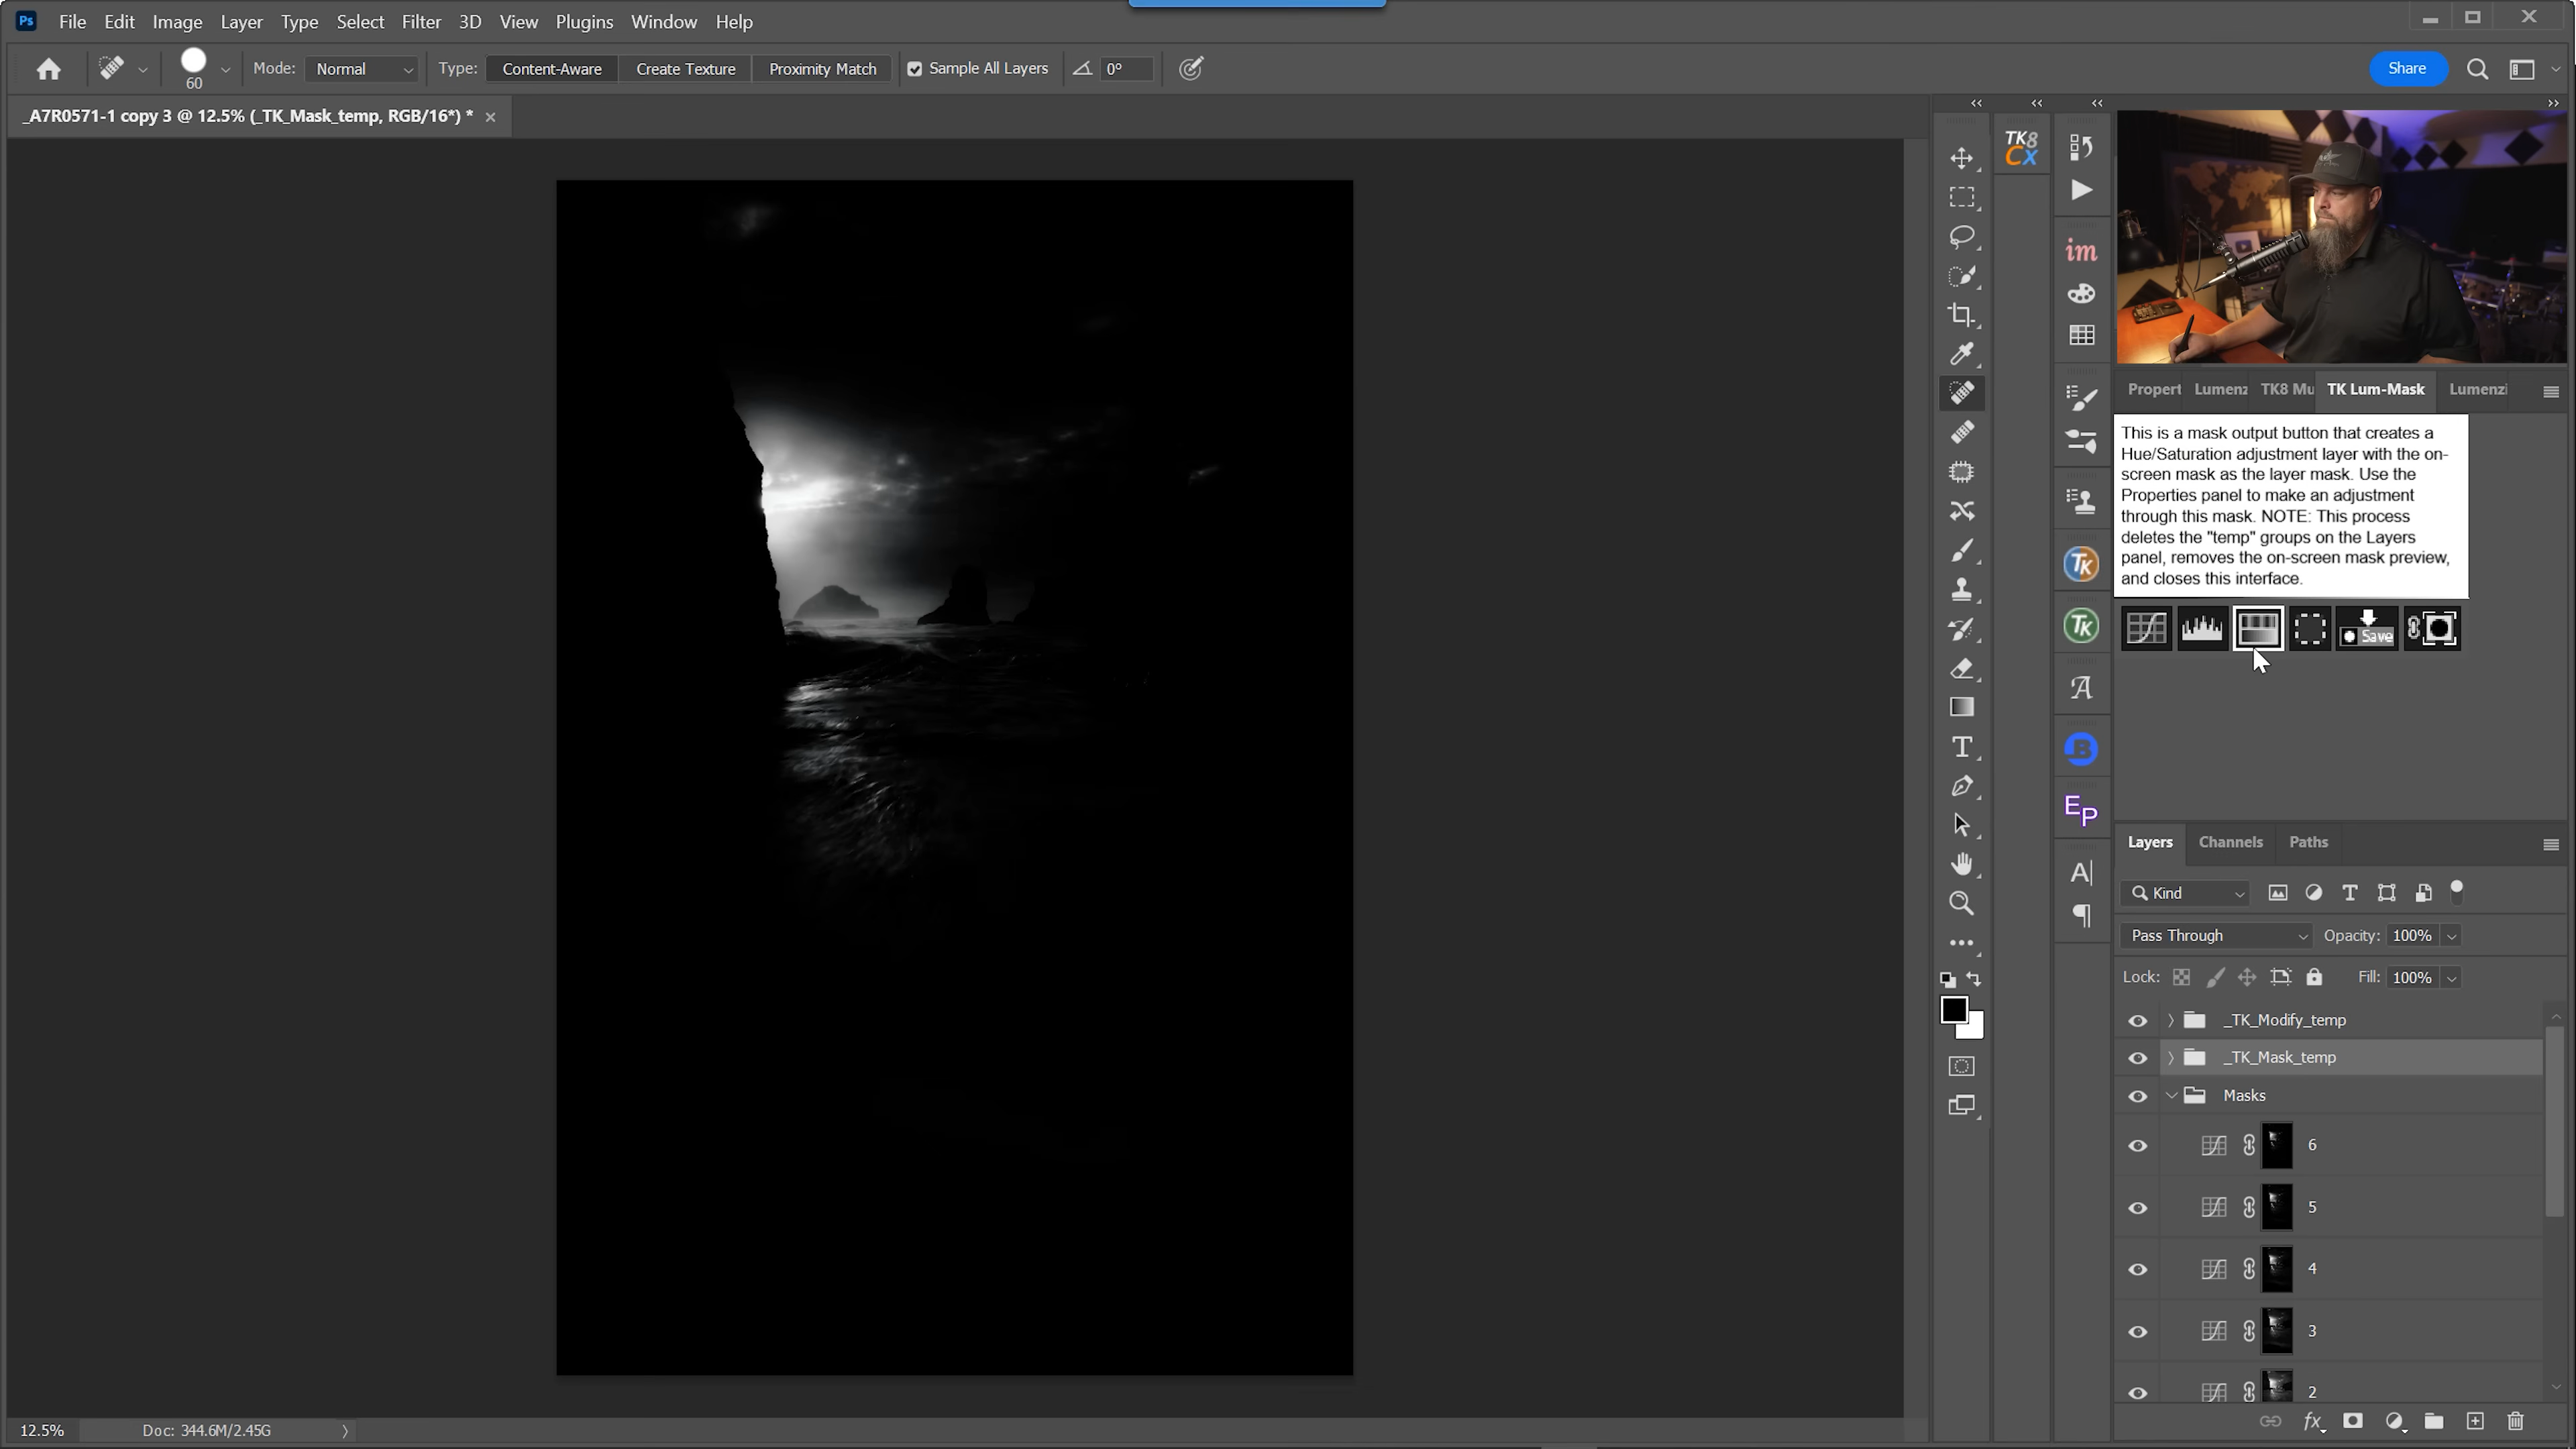 Ps File Edit Image Layer Type Select Filter 3D View Plugins Window Help
60 Mode: Normal Type: Content-Aware Create Texture Proximity Match Sample All Layers 0° Share
_A7R0571-1 copy 3 @ 12.5% (_TK_Mask_temp, RGB/16*) * ×
TK8
Cx
im
TK
TK
A
B
EP
A
T
Propert Lumenz TK8 Mu TK Lum-Mask Lumenzi
This is a mask output button that creates a
Hue/Saturation adjustment layer with the on-
screen mask as the layer mask. Use the
Properties panel to make an adjustment
through this mask. NOTE: This process
deletes the "temp" groups on the Layers
panel, removes the on-screen mask preview,
and closes this interface.
Save
Layers Channels Paths
Kind T
Pass Through Opacity: 100%
Lock: Fill: 100%
_TK_Modify_temp
_TK_Mask_temp
Masks
6
5
4
3
2
fx
12.5% Doc: 344.6M/2.45G